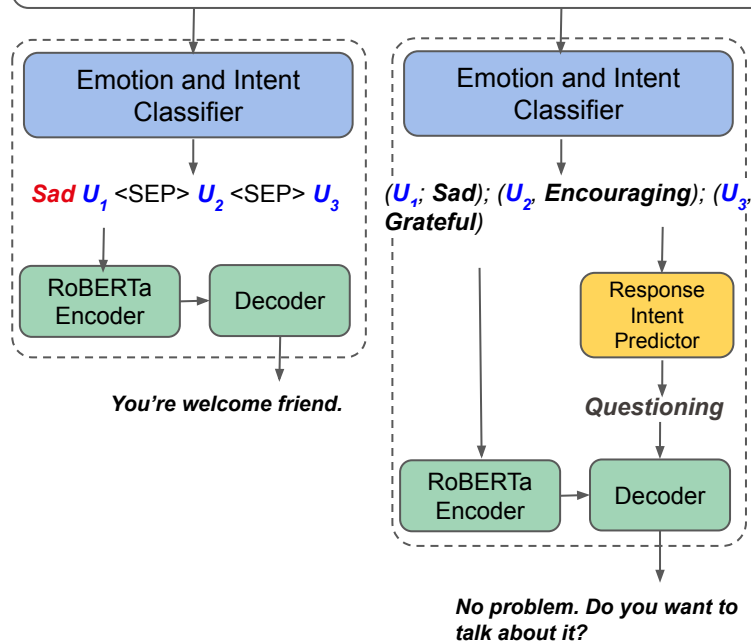 Emotion and Intent
Classifier
Sad U1 <SEP> U2 <SEP> U3
RoBERTa
Encoder
Decoder
You’re welcome friend.
Emotion and Intent
Classifier
(U1; Sad); (U2, Encouraging); (U3,
Grateful)
Response
Intent
Predictor
Questioning
RoBERTa
Encoder
Decoder
No problem. Do you want to
talk about it?